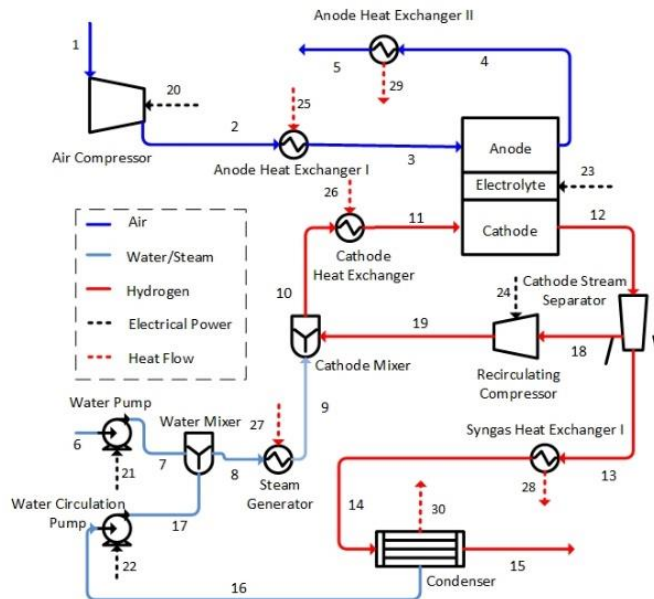 Anode Heat Exchanger II
1
5
4
20
25
29
2
3
Air Compressor
Anode Heat Exchanger I
Anode
Electrolyte
Cathode
23
26
11
12
Cathode
Heat Exchanger
Air
Water/Steam
Hydrogen
Electrical Power
Heat Flow
10
24
Cathode Stream
Separator
19
18
Cathode Mixer
Recirculating
Compressor
9
Water Pump
Water Mixer
27
6
7
8
21
Steam
Generator
Syngas Heat Exchanger I
13
28
Water Circulation
Pump
17
14
30
22
15
Condenser
16